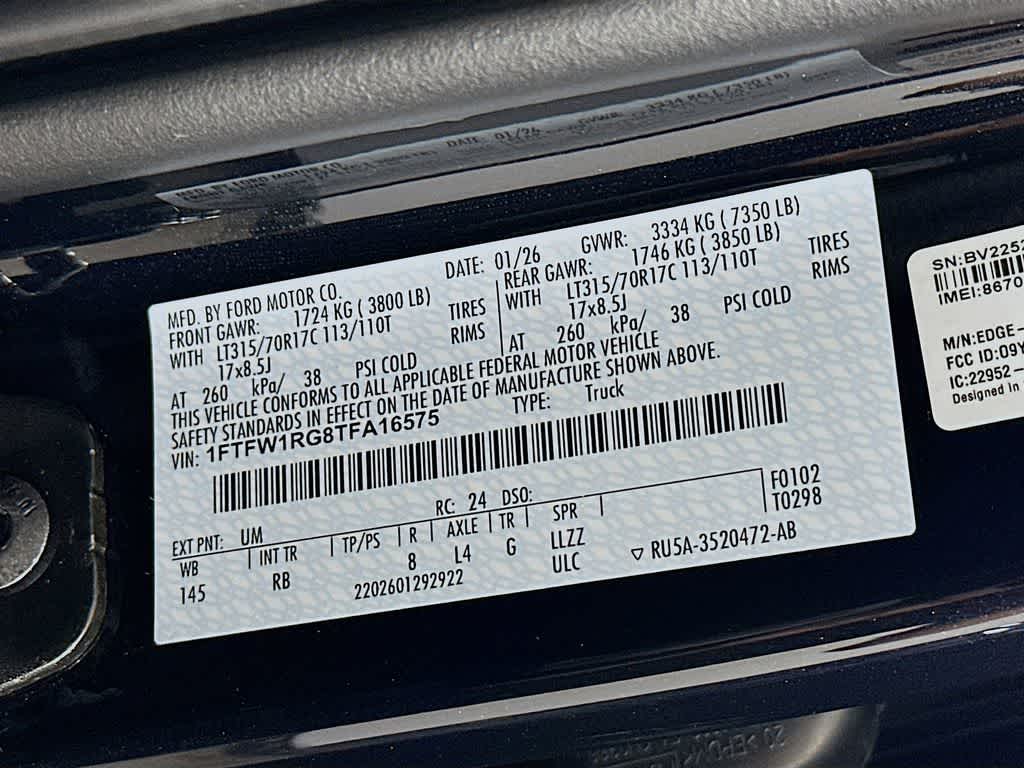 MFD. BY FORD MOTOR CO.
DATE: 01/26 GVWR: 3334 KG ( 7350 LB)
FRONT GAWR: 1724 KG ( 3800 LB)
WITH LT315/70R17C 113/110T TIRES
17x8.5J RIMS
AT 260 kPa/ 38 PSI COLD
REAR GAWR: 1746 KG ( 3850 LB)
WITH LT315/70R17C 113/110T TIRES
17x8.5J RIMS
AT 260 kPa/ 38 PSI COLD
THIS VEHICLE CONFORMS TO ALL APPLICABLE FEDERAL MOTOR VEHICLE
SAFETY STANDARDS IN EFFECT ON THE DATE OF MANUFACTURE SHOWN ABOVE.
VIN: 1FTFW1RG8TFA16575 TYPE: Truck
F0102
T0298
EXT PNT: UM RC: 24 DSO:
WB INT TR TP/PS R AXLE TR SPR
145 RB 8 L4 G LLZZ
ULC
2202601292922
▽ RU5A-3520472-AB
SN:BV2252
IMEI:8670
M/N:EDGE-
FCC ID:09Y
IC:22952-
Designed in